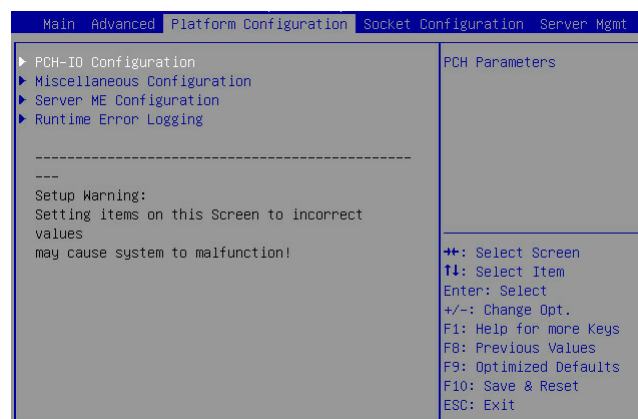 Main Advanced Platform Configuration Socket Configuration Server Mgmt
PCH-IO Configuration
Miscellaneous Configuration
Server ME Configuration
Runtime Error Logging
-----------------------------------------------
---
Setup Warning:
Setting items on this Screen to incorrect
values
may cause system to malfunction!
PCH Parameters
→←: Select Screen
↑↓: Select Item
Enter: Select
+/-: Change Opt.
F1: Help for more Keys
F8: Previous Values
F9: Optimized Defaults
F10: Save & Reset
ESC: Exit